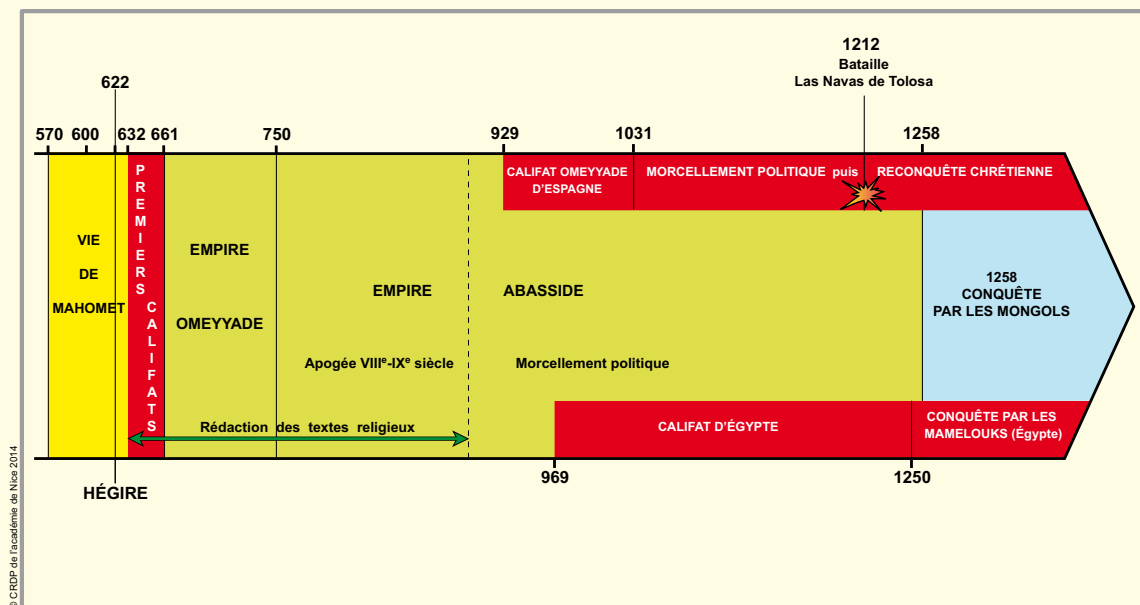 1212
Bataille
Las Navas de Tolosa
622
570 600 632 661 750 929 1031 1258
PREMIERS CALIFATS
CALIFAT OMEYYADE
D'ESPAGNE
MORCELLEMENT POLITIQUE puis
RECONQUÊTE CHRÉTIENNE
VIE
DE
MAHOMET
EMPIRE
OMEYYADE
EMPIRE ABASSIDE
1258
CONQUÊTE
PAR LES MONGOLS
Apogée VIIIe-IXe siècle
Morcellement politique
Rédaction des textes religieux
CALIFAT D'ÉGYPTE
CONQUÊTE PAR LES
MAMELOUKS (Égypte)
969 1250
HÉGIRE
© CRDP de l'académie de Nice 2014